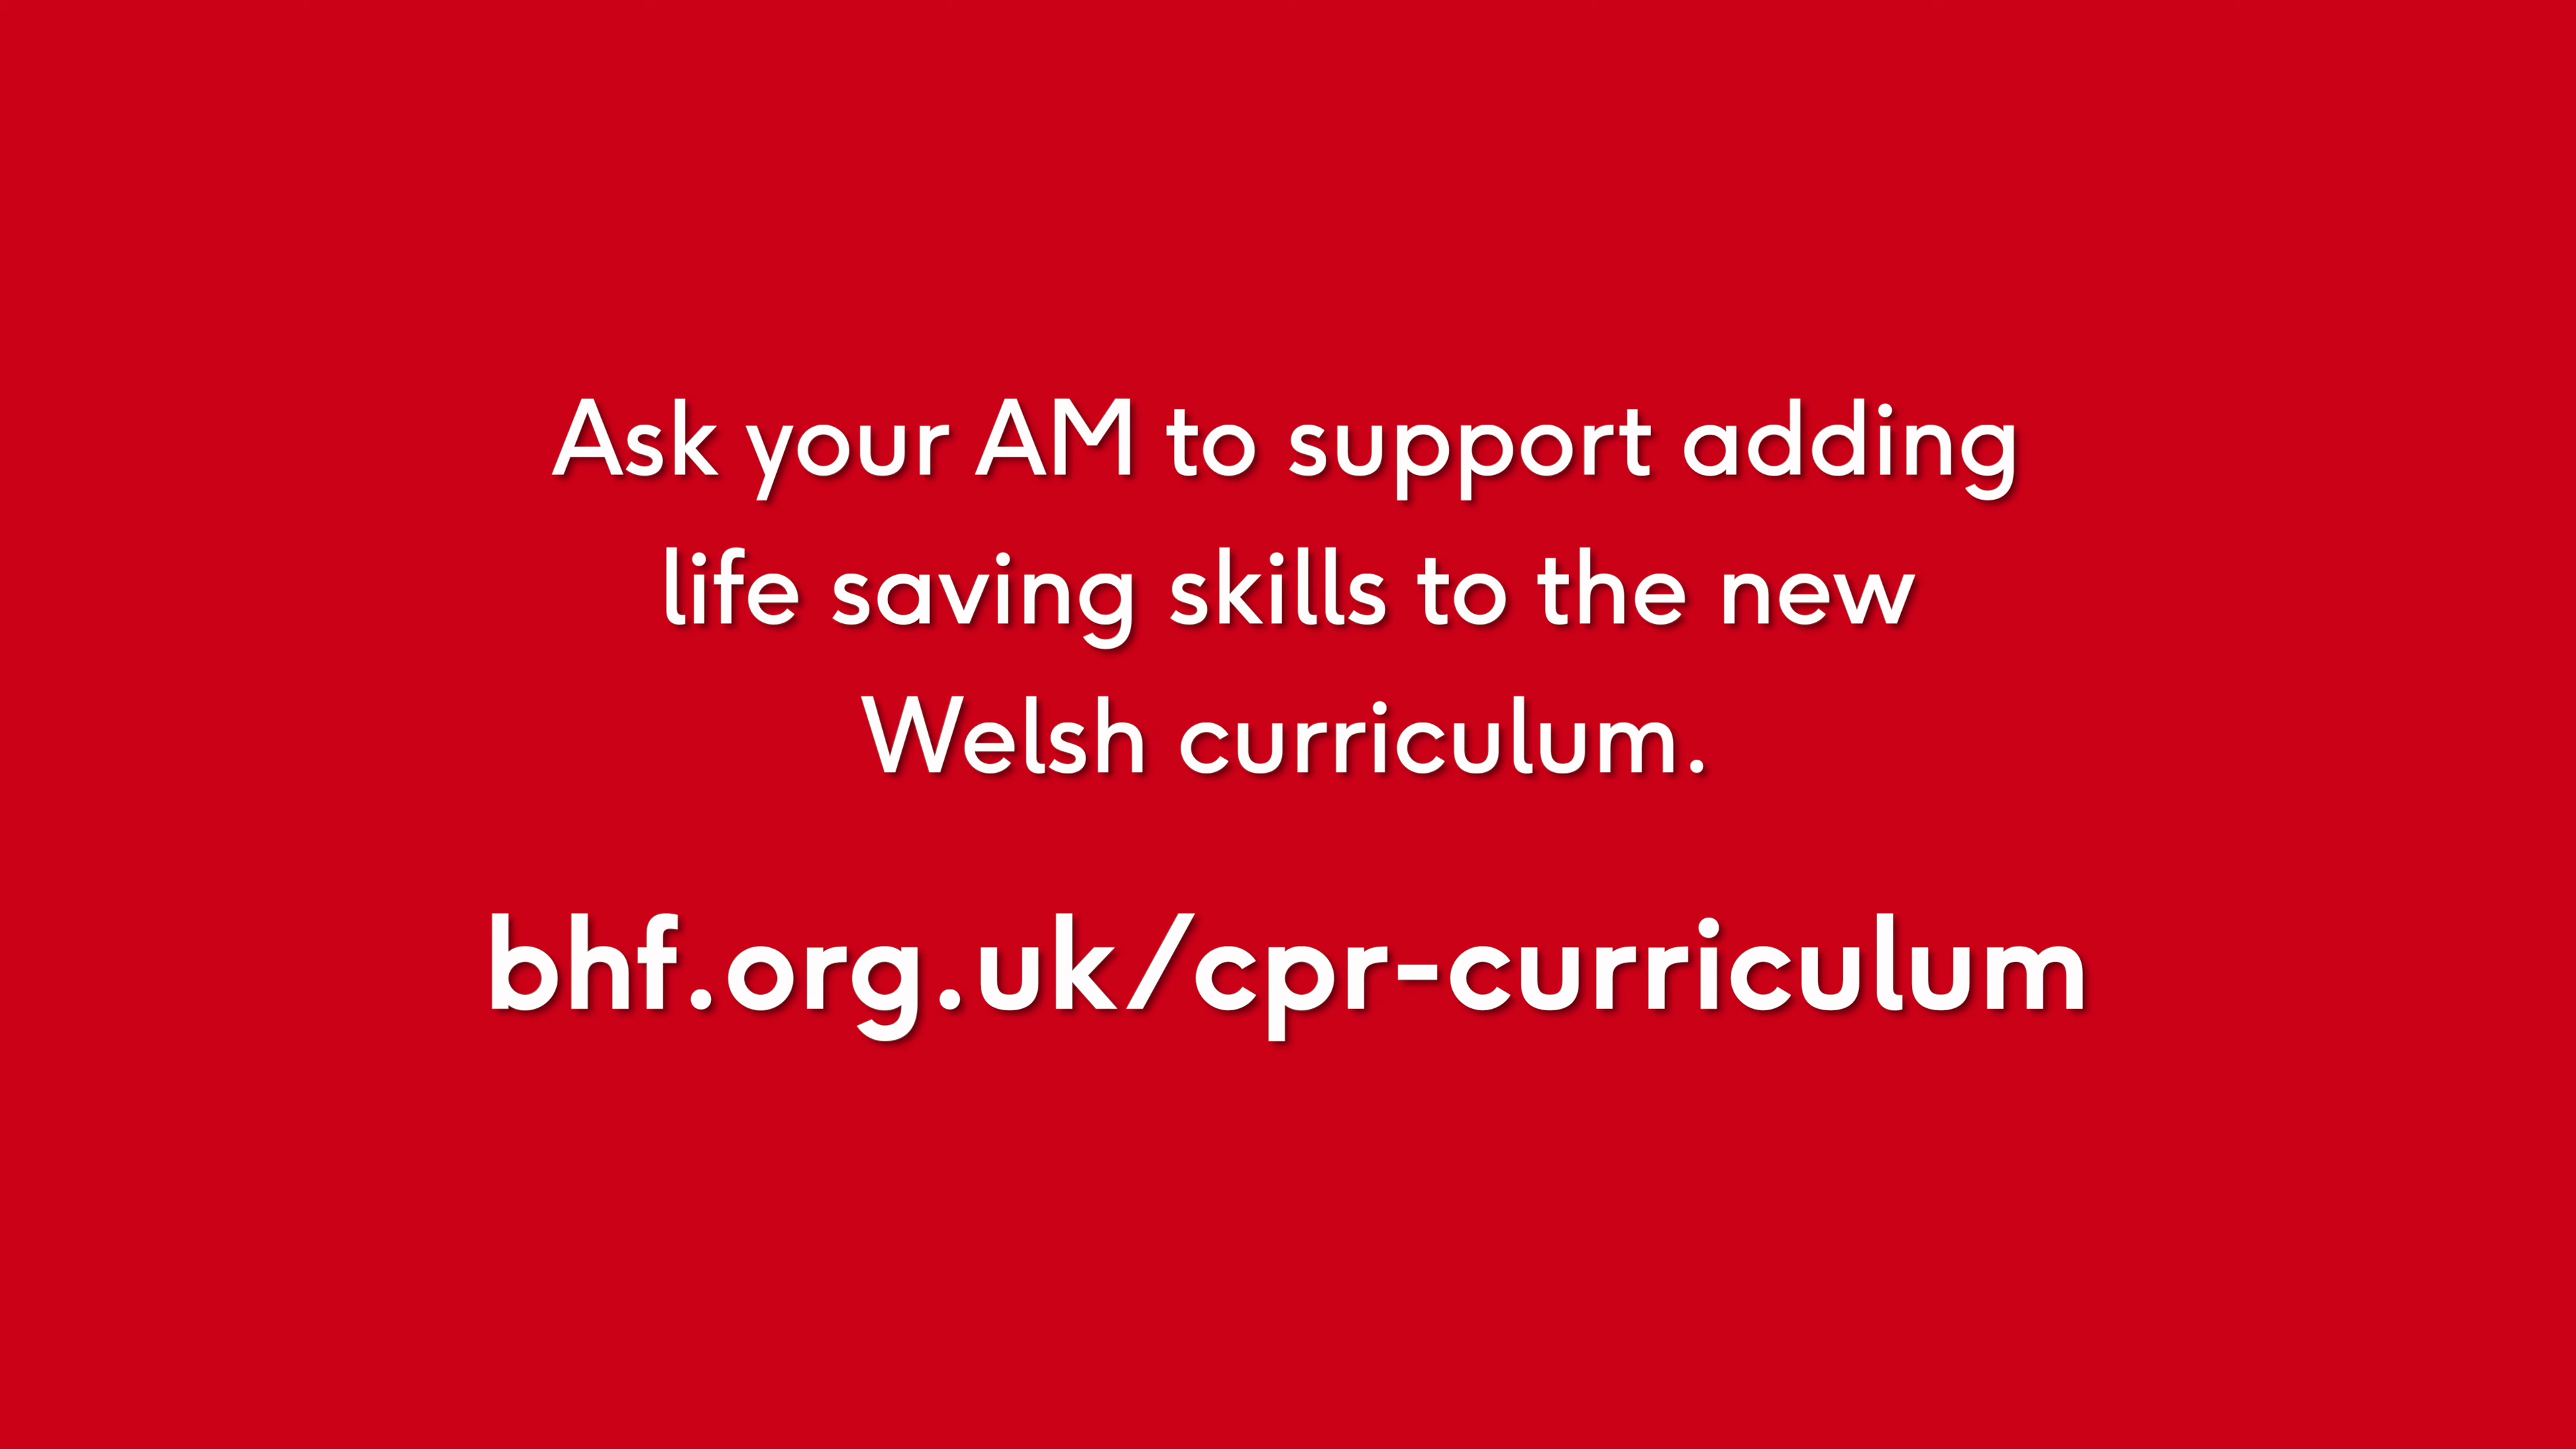 Ask your AM to support adding
life saving skills to the new
Welsh curriculum.
bhf.org.uk/cpr-curriculum